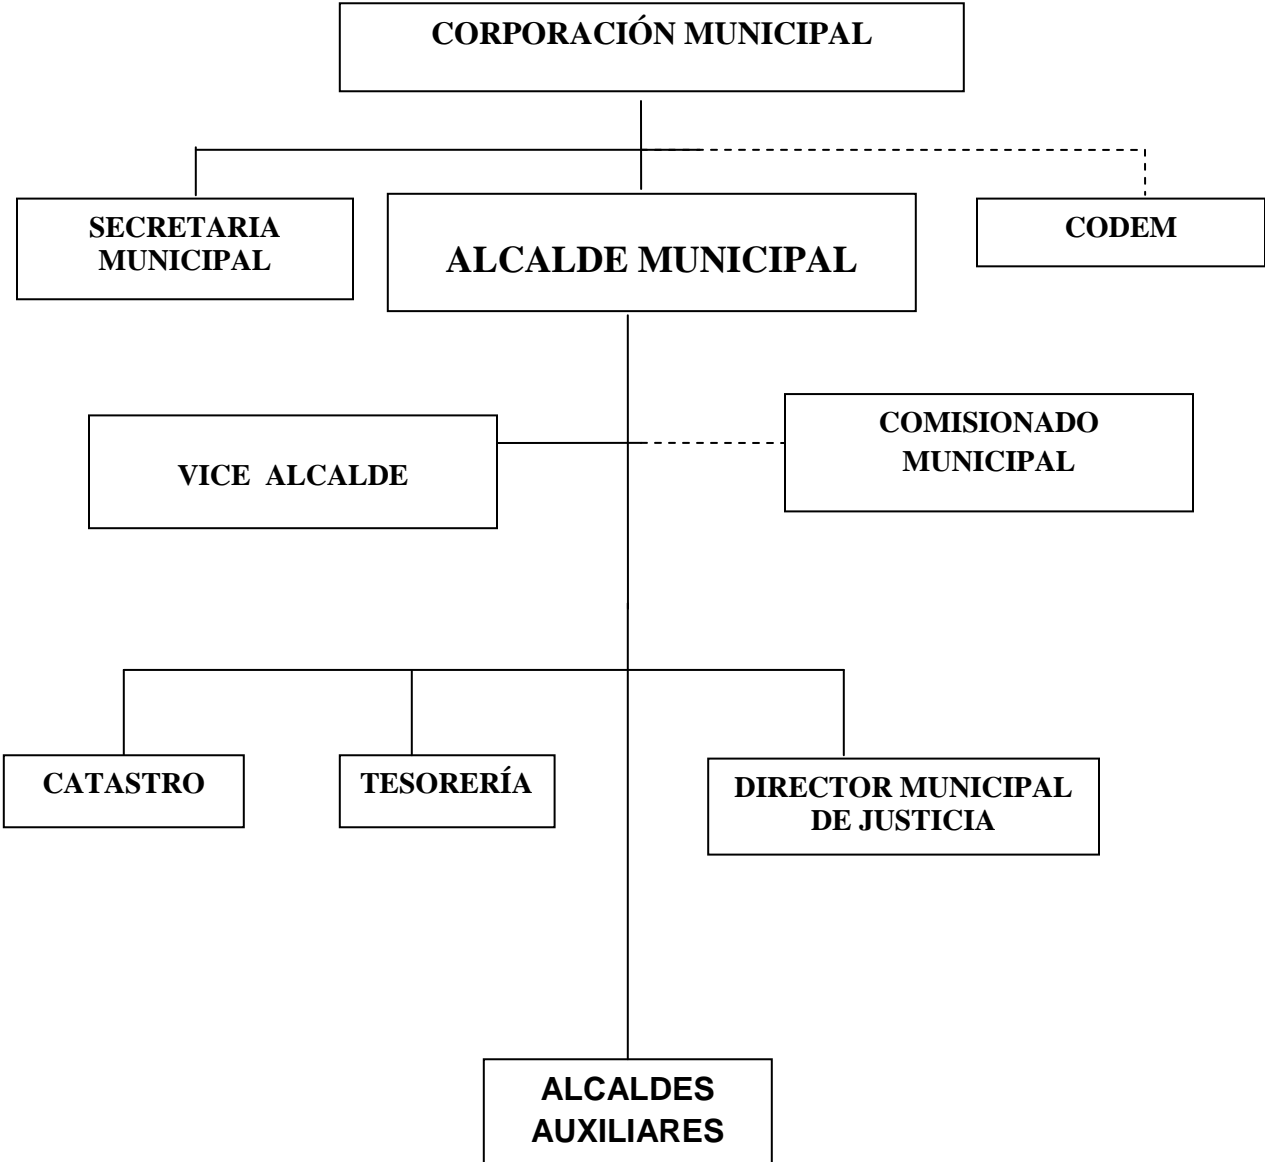 CORPORACIÓN MUNICIPAL
SECRETARIA
MUNICIPAL
ALCALDE MUNICIPAL
CODEM
VICE ALCALDE
COMISIONADO
MUNICIPAL
CATASTRO
TESORERÍA
DIRECTOR MUNICIPAL
DE JUSTICIA
ALCALDES
AUXILIARES